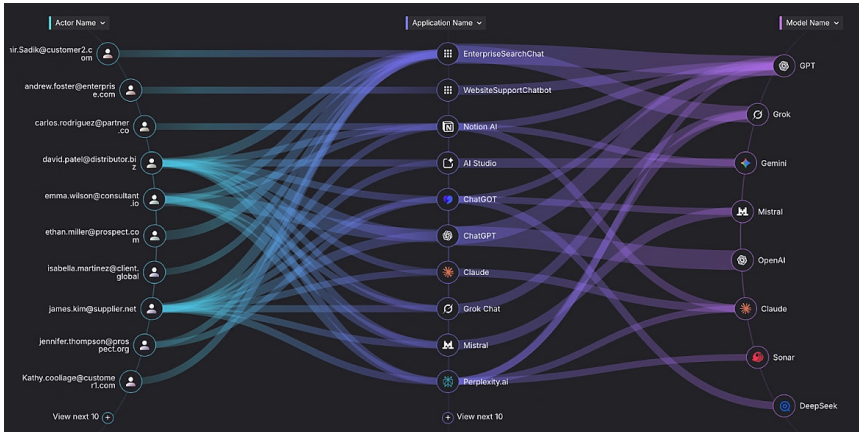 Actor Name
Application Name
Model Name
nir.Sadik@customer2.c
om
andrew.foster@enterpris
e.com
carlos.rodriguez@partner
.co
david.patel@distributor.bi
z
emma.wilson@consultant
.io
ethan.miller@prospect.co
m
isabella.martinez@client.
global
james.kim@supplier.net
jennifer.thompson@pros
pect.org
Kathy.coollage@custome
r1.com
View next 10
EnterpriseSearchChat
WebsiteSupportChatbot
Notion AI
AI Studio
ChatGOT
ChatGPT
Claude
Grok Chat
Mistral
Perplexity.ai
View next 10
GPT
Grok
Gemini
Mistral
OpenAI
Claude
Sonar
DeepSeek